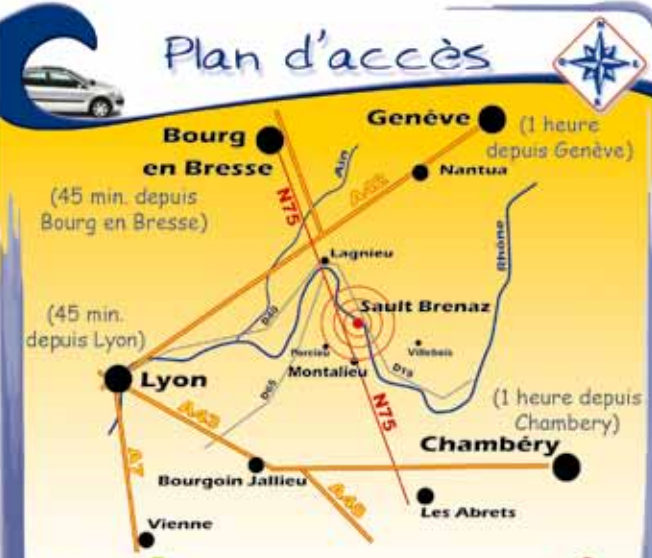 Plan d'accès
N
Genève
(1 heure
depuis Genève)
Bourg
en Bresse
(45 min. depuis
Bourg en Bresse)
Ain
Nantua
A42
N75
Rhône
Lagnieu
Sault Brenaz
(45 min.
depuis Lyon)
Villebois
Montalieu
D65
Lyon
N75
(1 heure depuis
Chambery)
A43
Chambéry
A7
Bourgoin Jallieu
A48
Les Abrets
Vienne